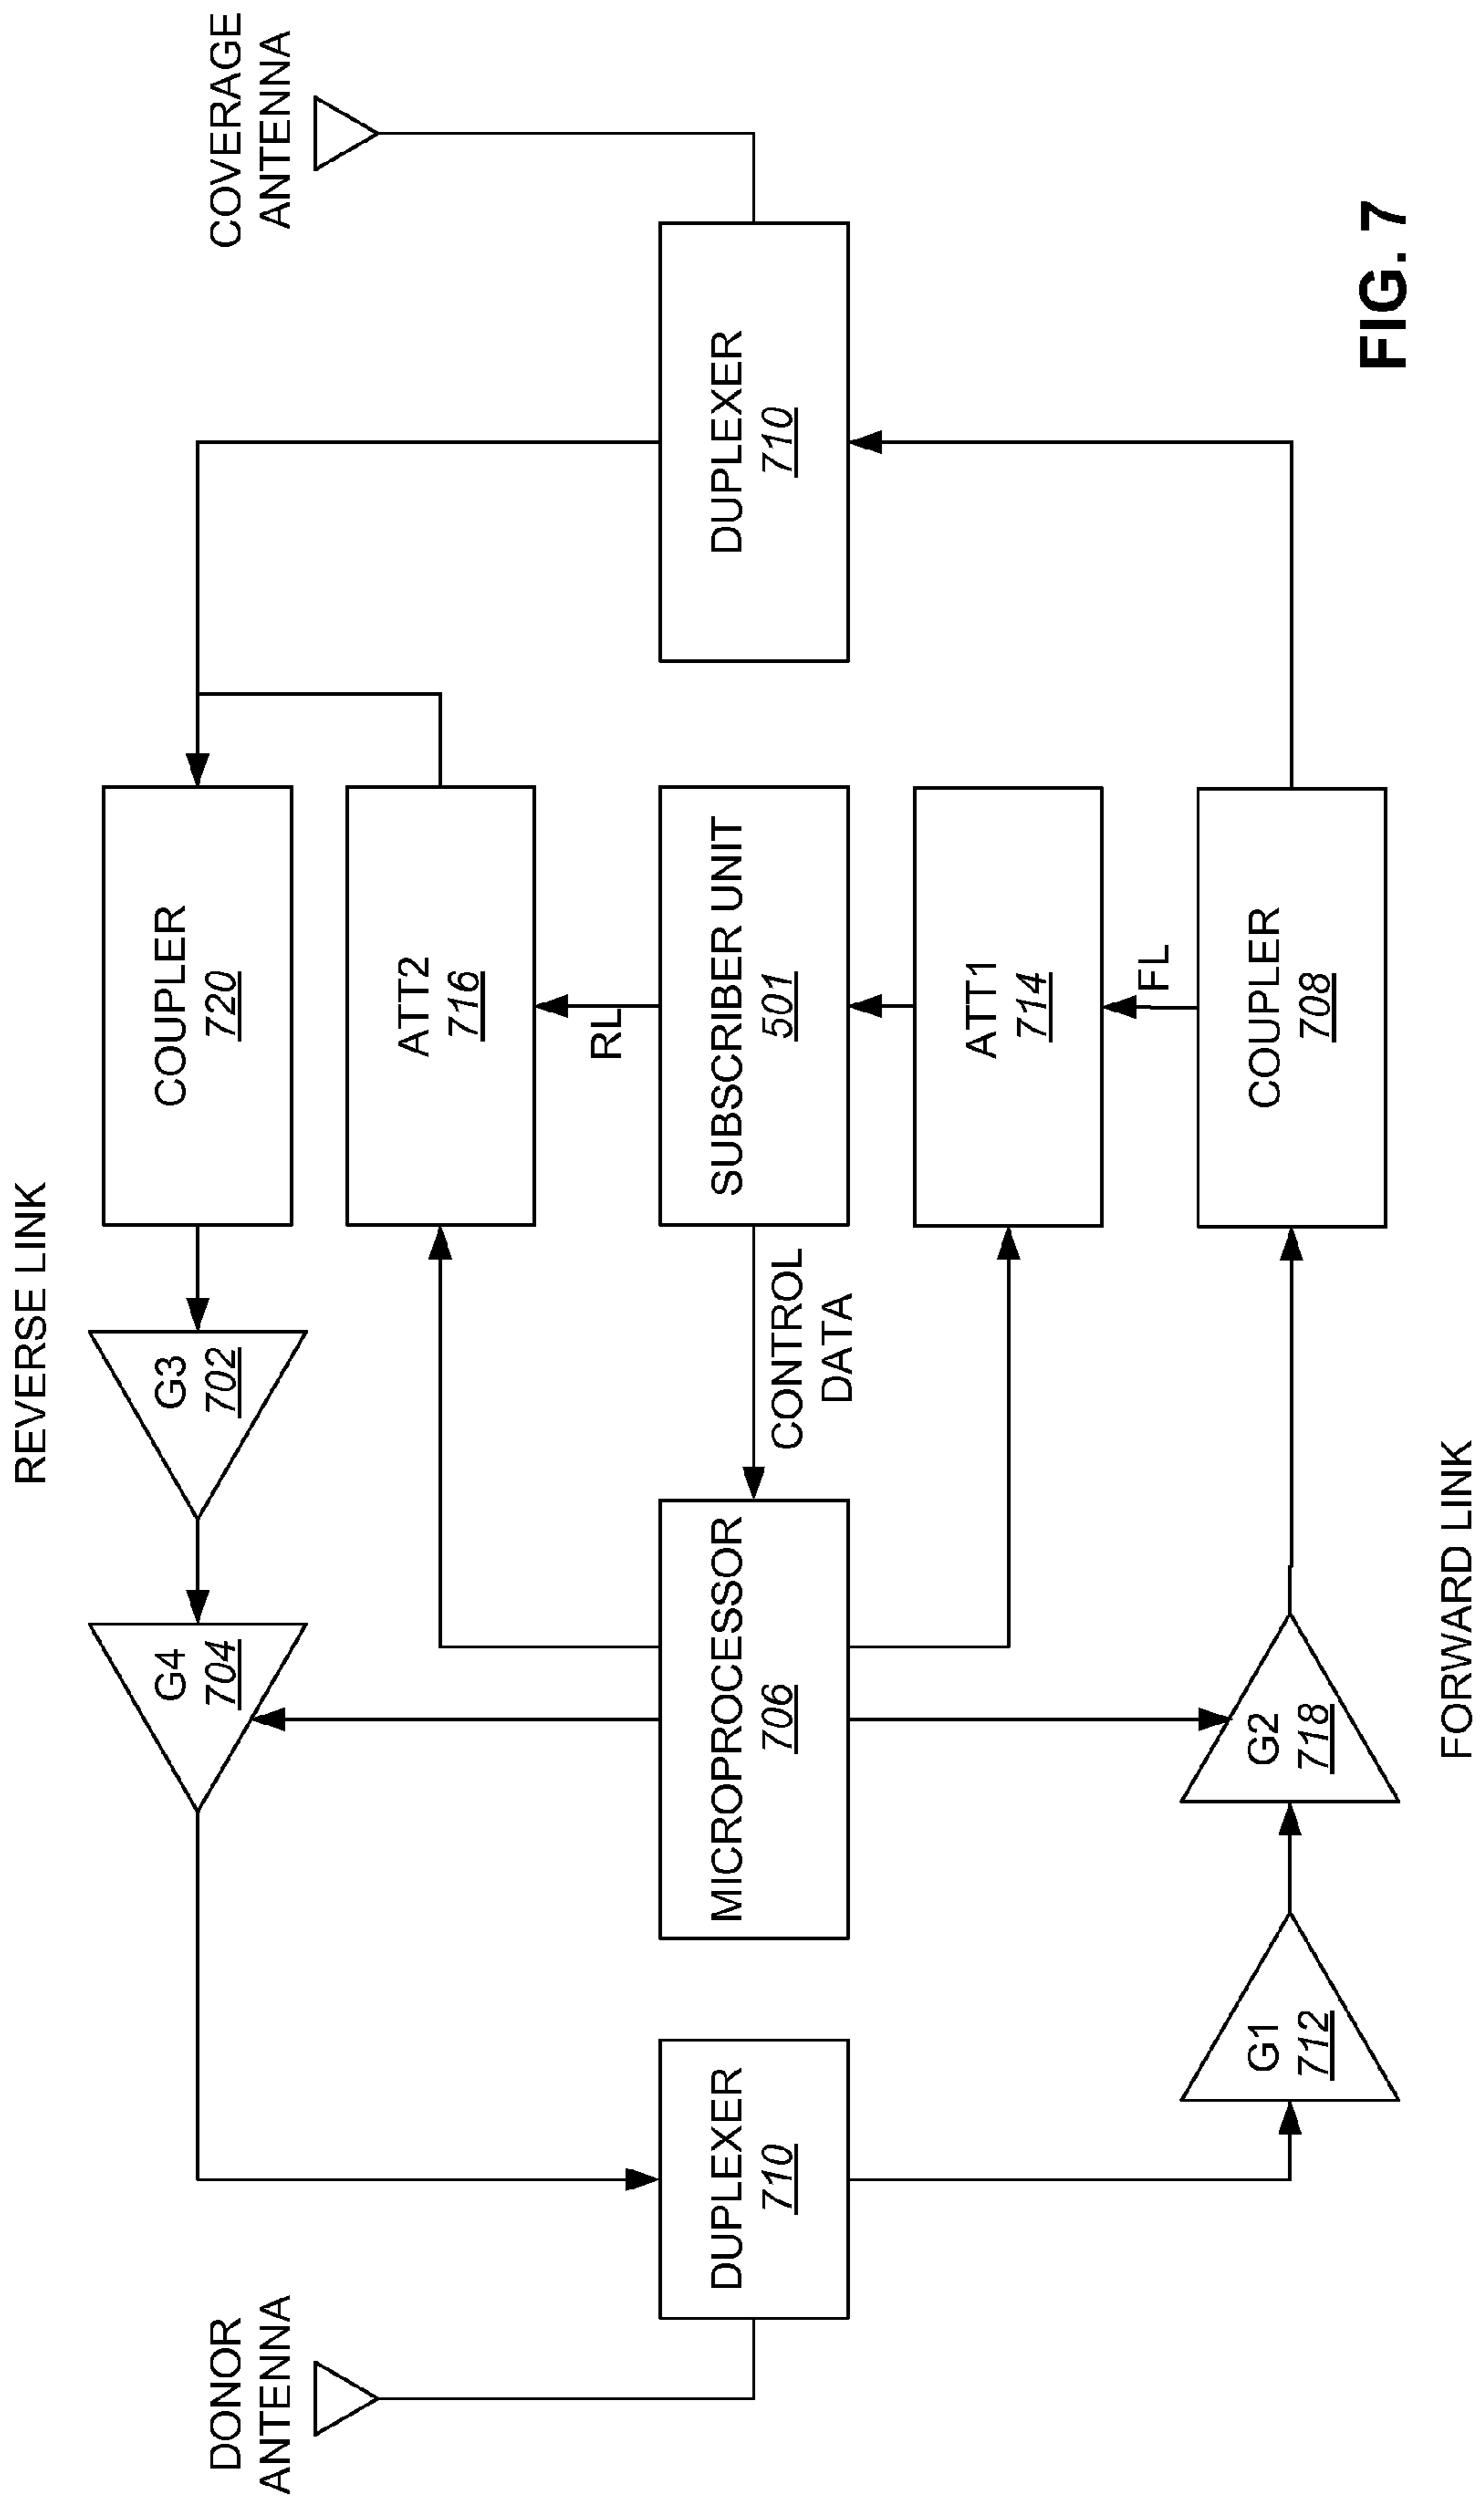 REVERSE LINK
DONOR
ANTENNA
G4
704
G3
702
COUPLER
720
COVERAGE
ANTENNA
ATT2
716
RL
DUPLEXER
710
MICROPROCESSOR
706
CONTROL
DATA
SUBSCRIBER UNIT
501
DUPLEXER
710
ATT1
714
FL
G1
712
G2
718
COUPLER
708
FORWARD LINK
FIG. 7